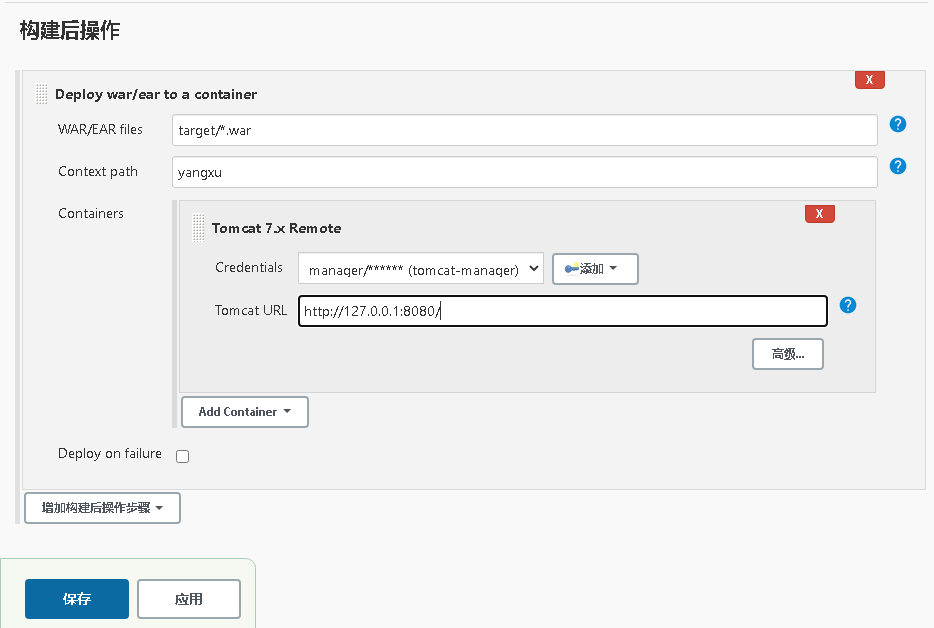 构建后操作
X
Deploy war/ear to a container
WAR/EAR files target/*.war ?
Context path yangxu ?
Containers
X
Tomcat 7.x Remote
Credentials manager/****** (tomcat-manager) 添加
Tomcat URL http://127.0.0.1:8080/ ?
高级...
Add Container
Deploy on failure
增加构建后操作步骤
保存 应用